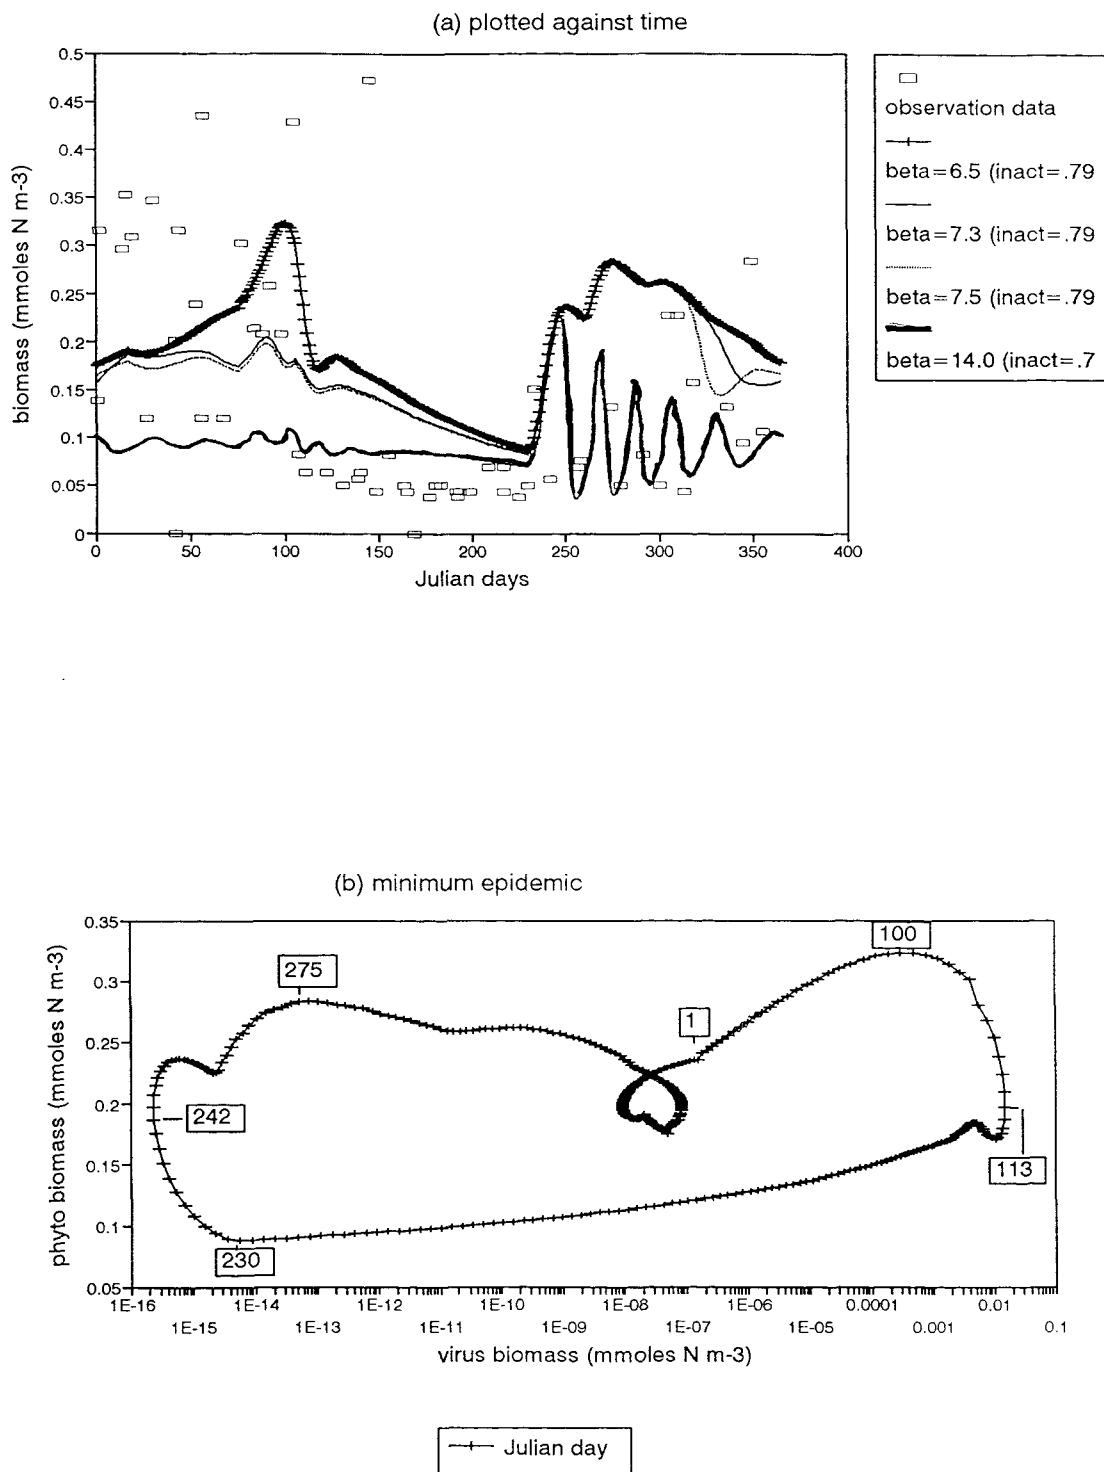 (a) plotted against time
0.5
0.45
0.4
0.35
0.3
0.25
0.2
0.15
0.1
0.05
0
biomass (mmoles N m-3)
0 50 100 150 200 250 300 350 400
Julian days
observation data
beta=6.5 (inact=.79
beta=7.3 (inact=.79
beta=7.5 (inact=.79
beta=14.0 (inact=.7
(b) minimum epidemic
0.35
0.3
0.25
0.2
0.15
0.1
0.05
phyto biomass (mmoles N m-3)
100
275
1
242
113
230
1E-16 1E-14 1E-12 1E-10 1E-08 1E-06 0.0001 0.01
1E-15 1E-13 1E-11 1E-09 1E-07 1E-05 0.001 0.1
virus biomass (mmoles N m-3)
Julian day